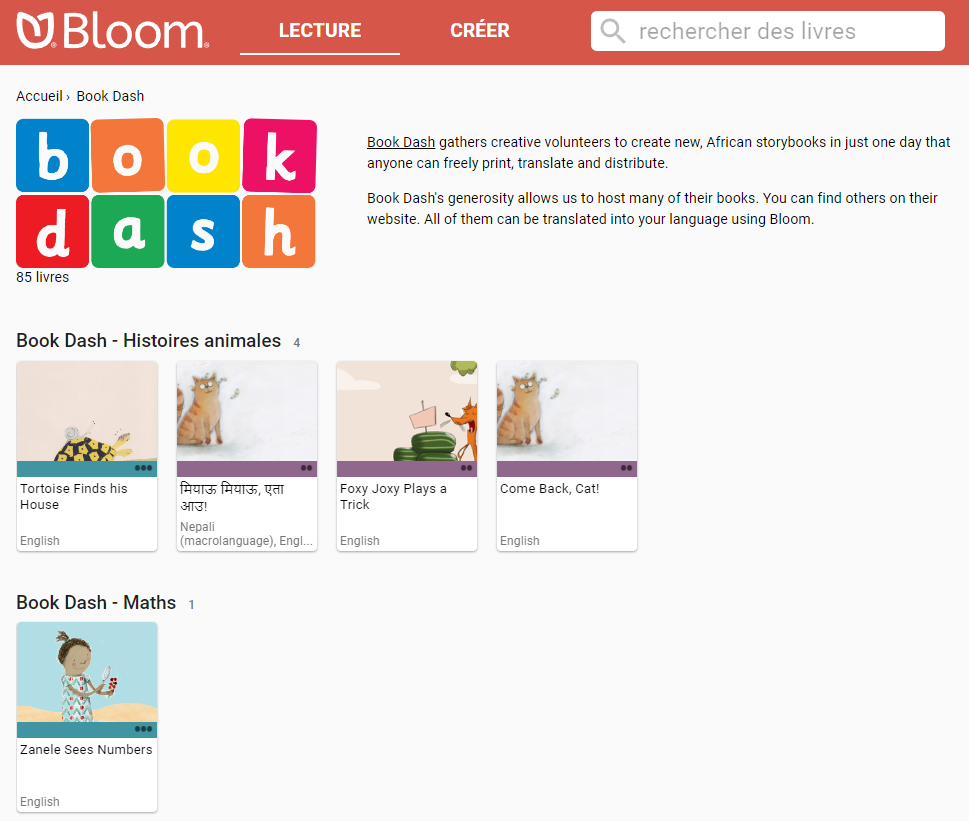 Bloom
LECTURE
CRÉER
rechercher des livres
Accueil › Book Dash
book
dash
85 livres
Book Dash gathers creative volunteers to create new, African storybooks in just one day that
anyone can freely print, translate and distribute.
Book Dash's generosity allows us to host many of their books. You can find others on their
website. All of them can be translated into your language using Bloom.
Book Dash - Histoires animales 4
Tortoise Finds his
House
English
मियाऊ मियाऊ, एता
आउ!
Nepali
(macrolanguage), Engl...
Foxy Joxy Plays a
Trick
English
Come Back, Cat!
English
Book Dash - Maths 1
Zanele Sees Numbers
English